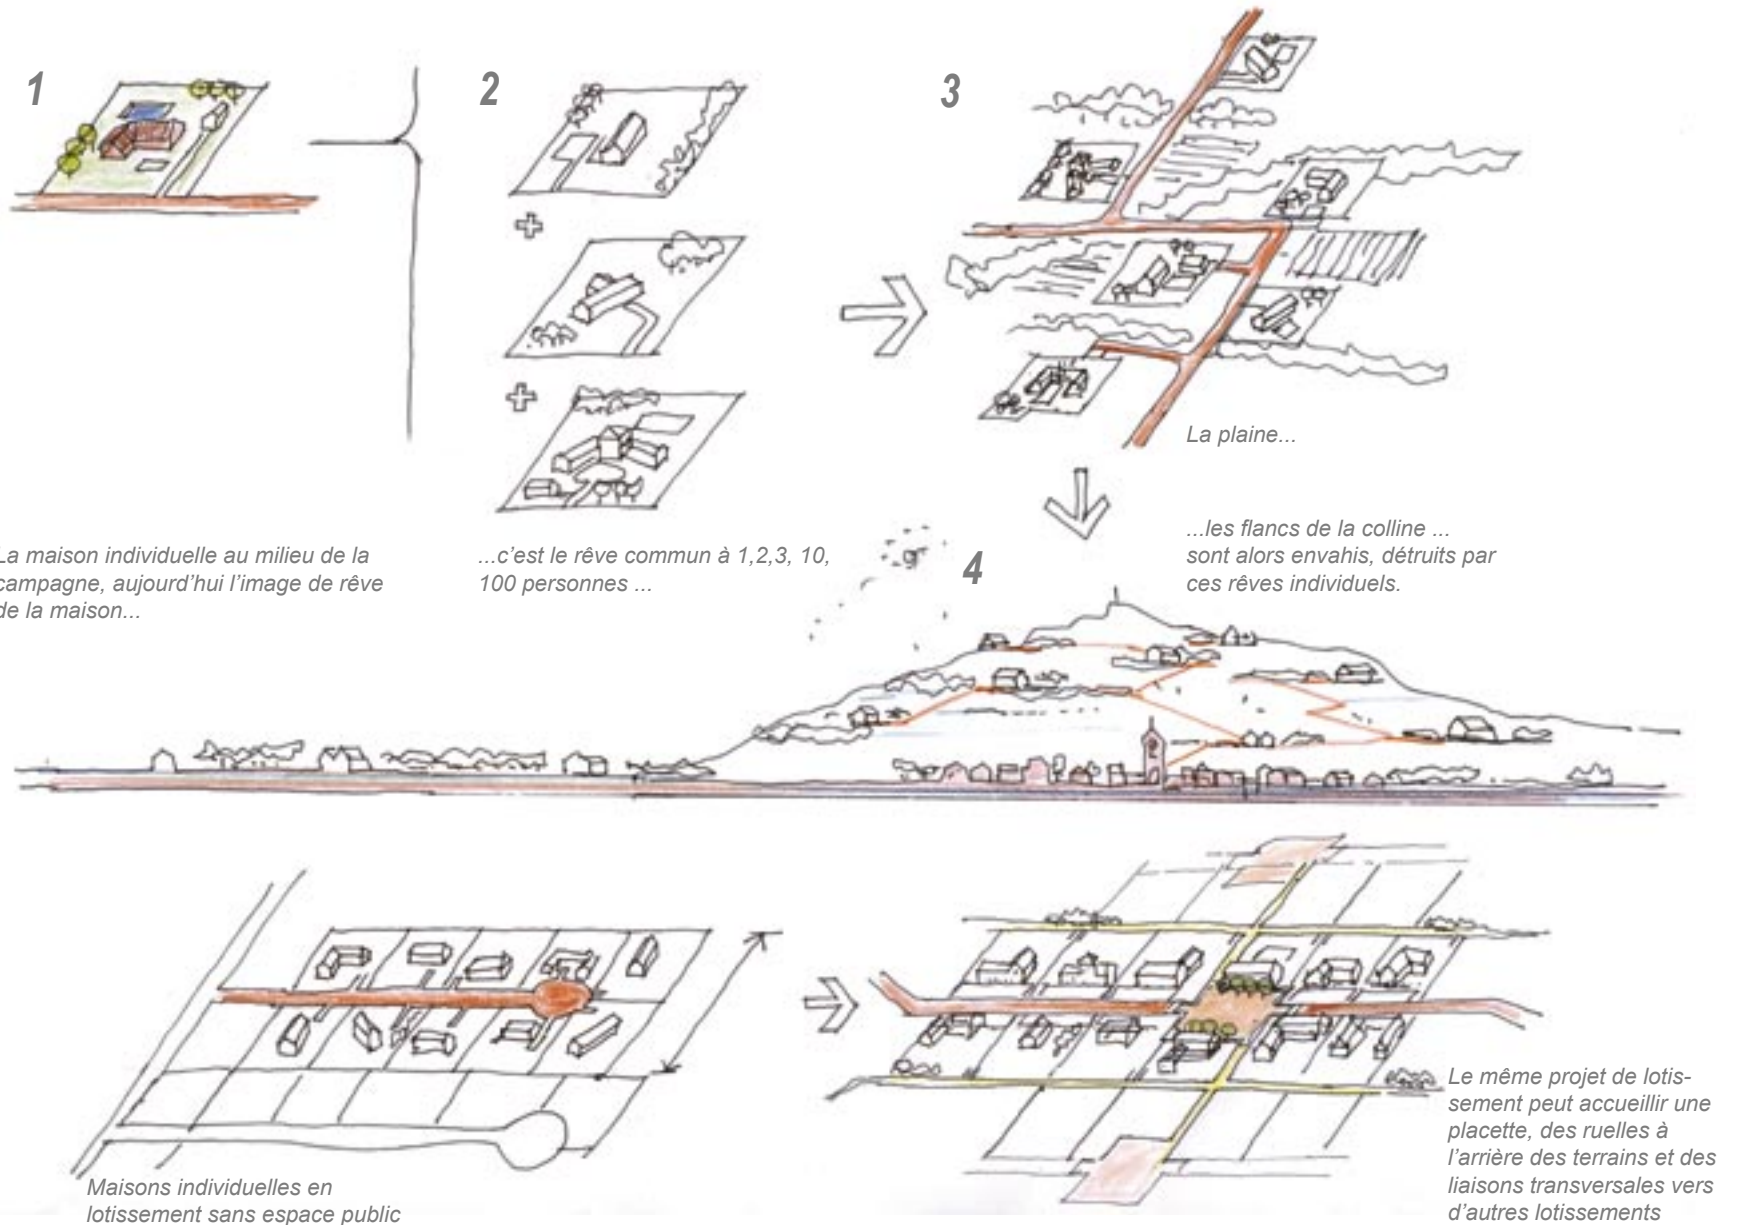 1
2
3
La plaine...
La maison individuelle au milieu de la
campagne, aujourd’hui l’image de rêve
de la maison...
...c’est le rêve commun à 1,2,3, 10,
100 personnes ...
4
...les flancs de la colline ...
sont alors envahis, détruits par
ces rêves individuels.
Maisons individuelles en
lotissement sans espace public
Le même projet de lotis-
sement peut accueillir une
placette, des ruelles à
l’arrière des terrains et des
liaisons transversales vers
d’autres lotissements